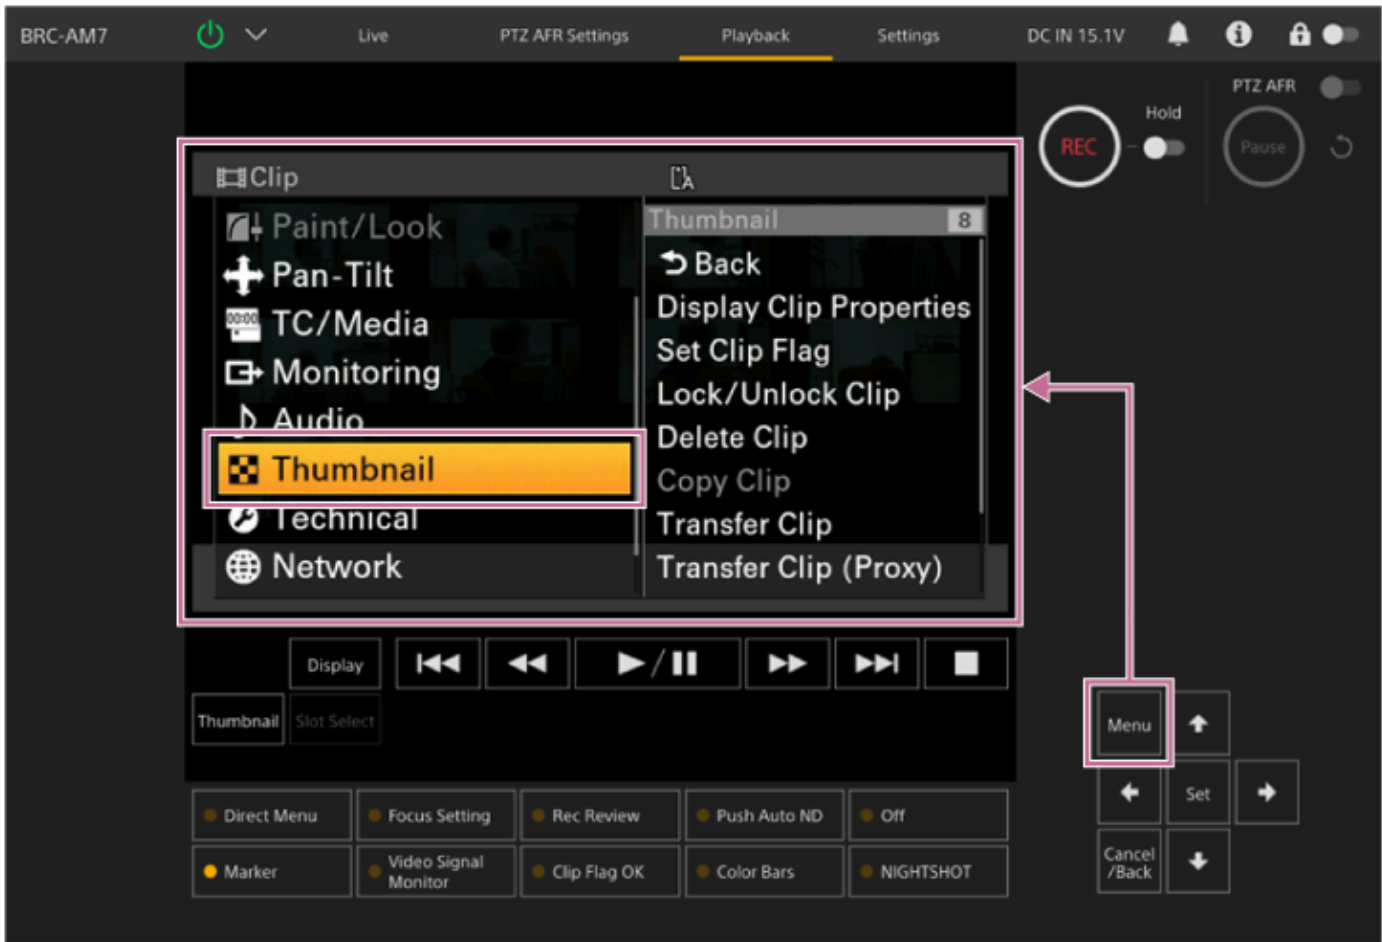 BRC-AM7 Live PTZ AFR Settings Playback Settings DC IN 15.1V
PTZ AFR
Hold
REC
Pause
Clip
A
Paint/Look
Pan-Tilt
00:00 TC/Media
Monitoring
Audio
Thumbnail
Technical
Network
Thumbnail 8
Back
Display Clip Properties
Set Clip Flag
Lock/Unlock Clip
Delete Clip
Copy Clip
Transfer Clip
Transfer Clip (Proxy)
Display
Thumbnail Slot Select
Menu
Set
Cancel
/Back
Direct Menu Focus Setting Rec Review Push Auto ND Off
Marker Video Signal Monitor Clip Flag OK Color Bars NIGHTSHOT